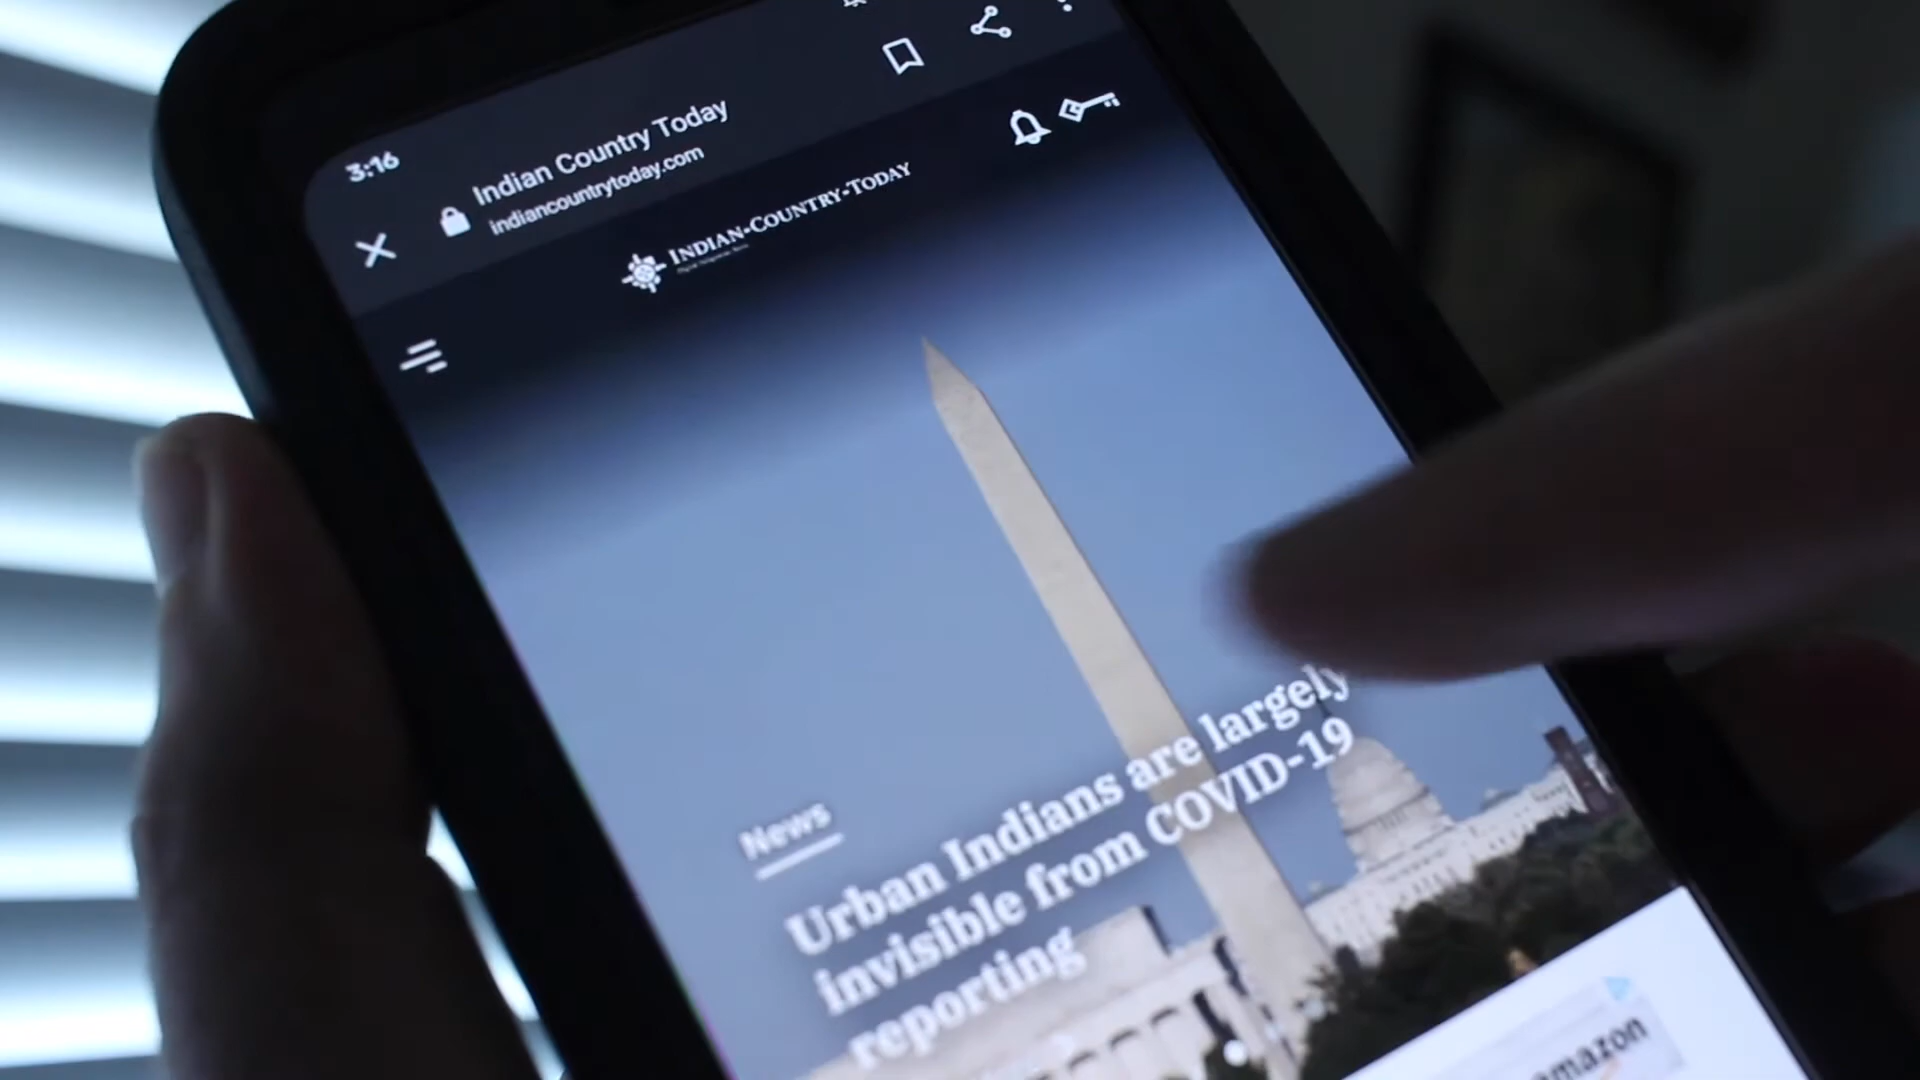 3:16
Indian Country Today
indiancountrytoday.com
INDIAN•COUNTRY•TODAY
News
Urban Indians are largely
invisible from COVID-19
reporting
amazon